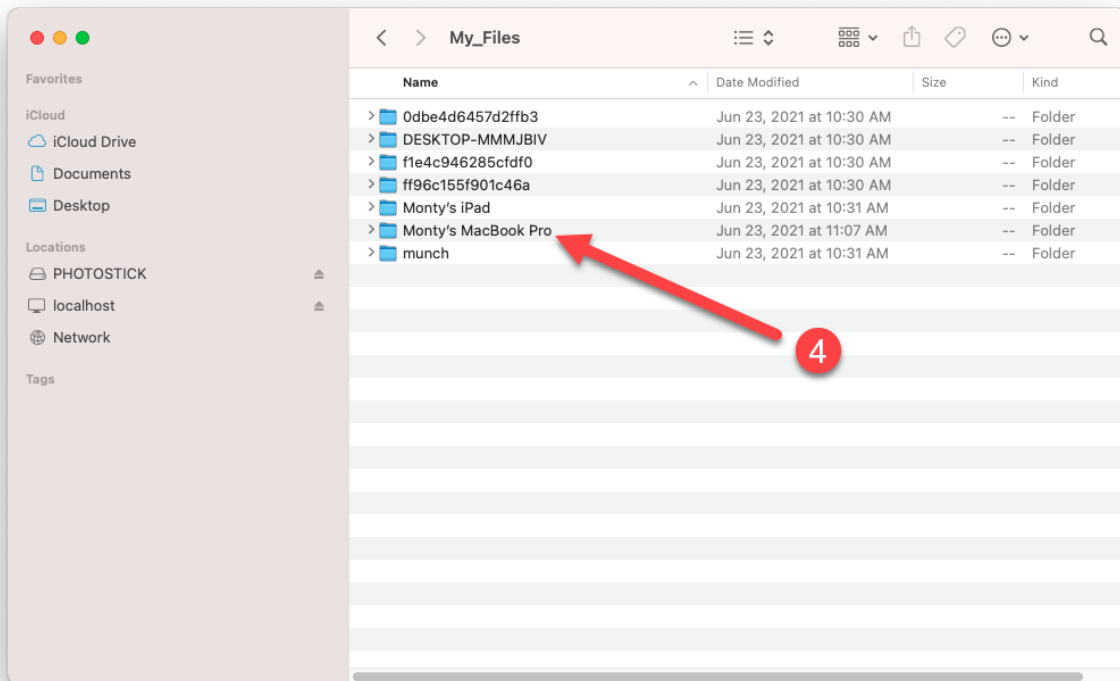 My_Files
Favorites
iCloud
iCloud Drive
Documents
Desktop
Locations
PHOTOSTICK
localhost
Network
Tags
Name Date Modified Size Kind
0dbe4d6457d2ffb3 Jun 23, 2021 at 10:30 AM -- Folder
DESKTOP-MMMJBIV Jun 23, 2021 at 10:30 AM -- Folder
f1e4c946285cfdf0 Jun 23, 2021 at 10:30 AM -- Folder
ff96c155f901c46a Jun 23, 2021 at 10:30 AM -- Folder
Monty's iPad Jun 23, 2021 at 10:31 AM -- Folder
Monty's MacBook Pro Jun 23, 2021 at 11:07 AM -- Folder
munch Jun 23, 2021 at 10:31 AM -- Folder
4